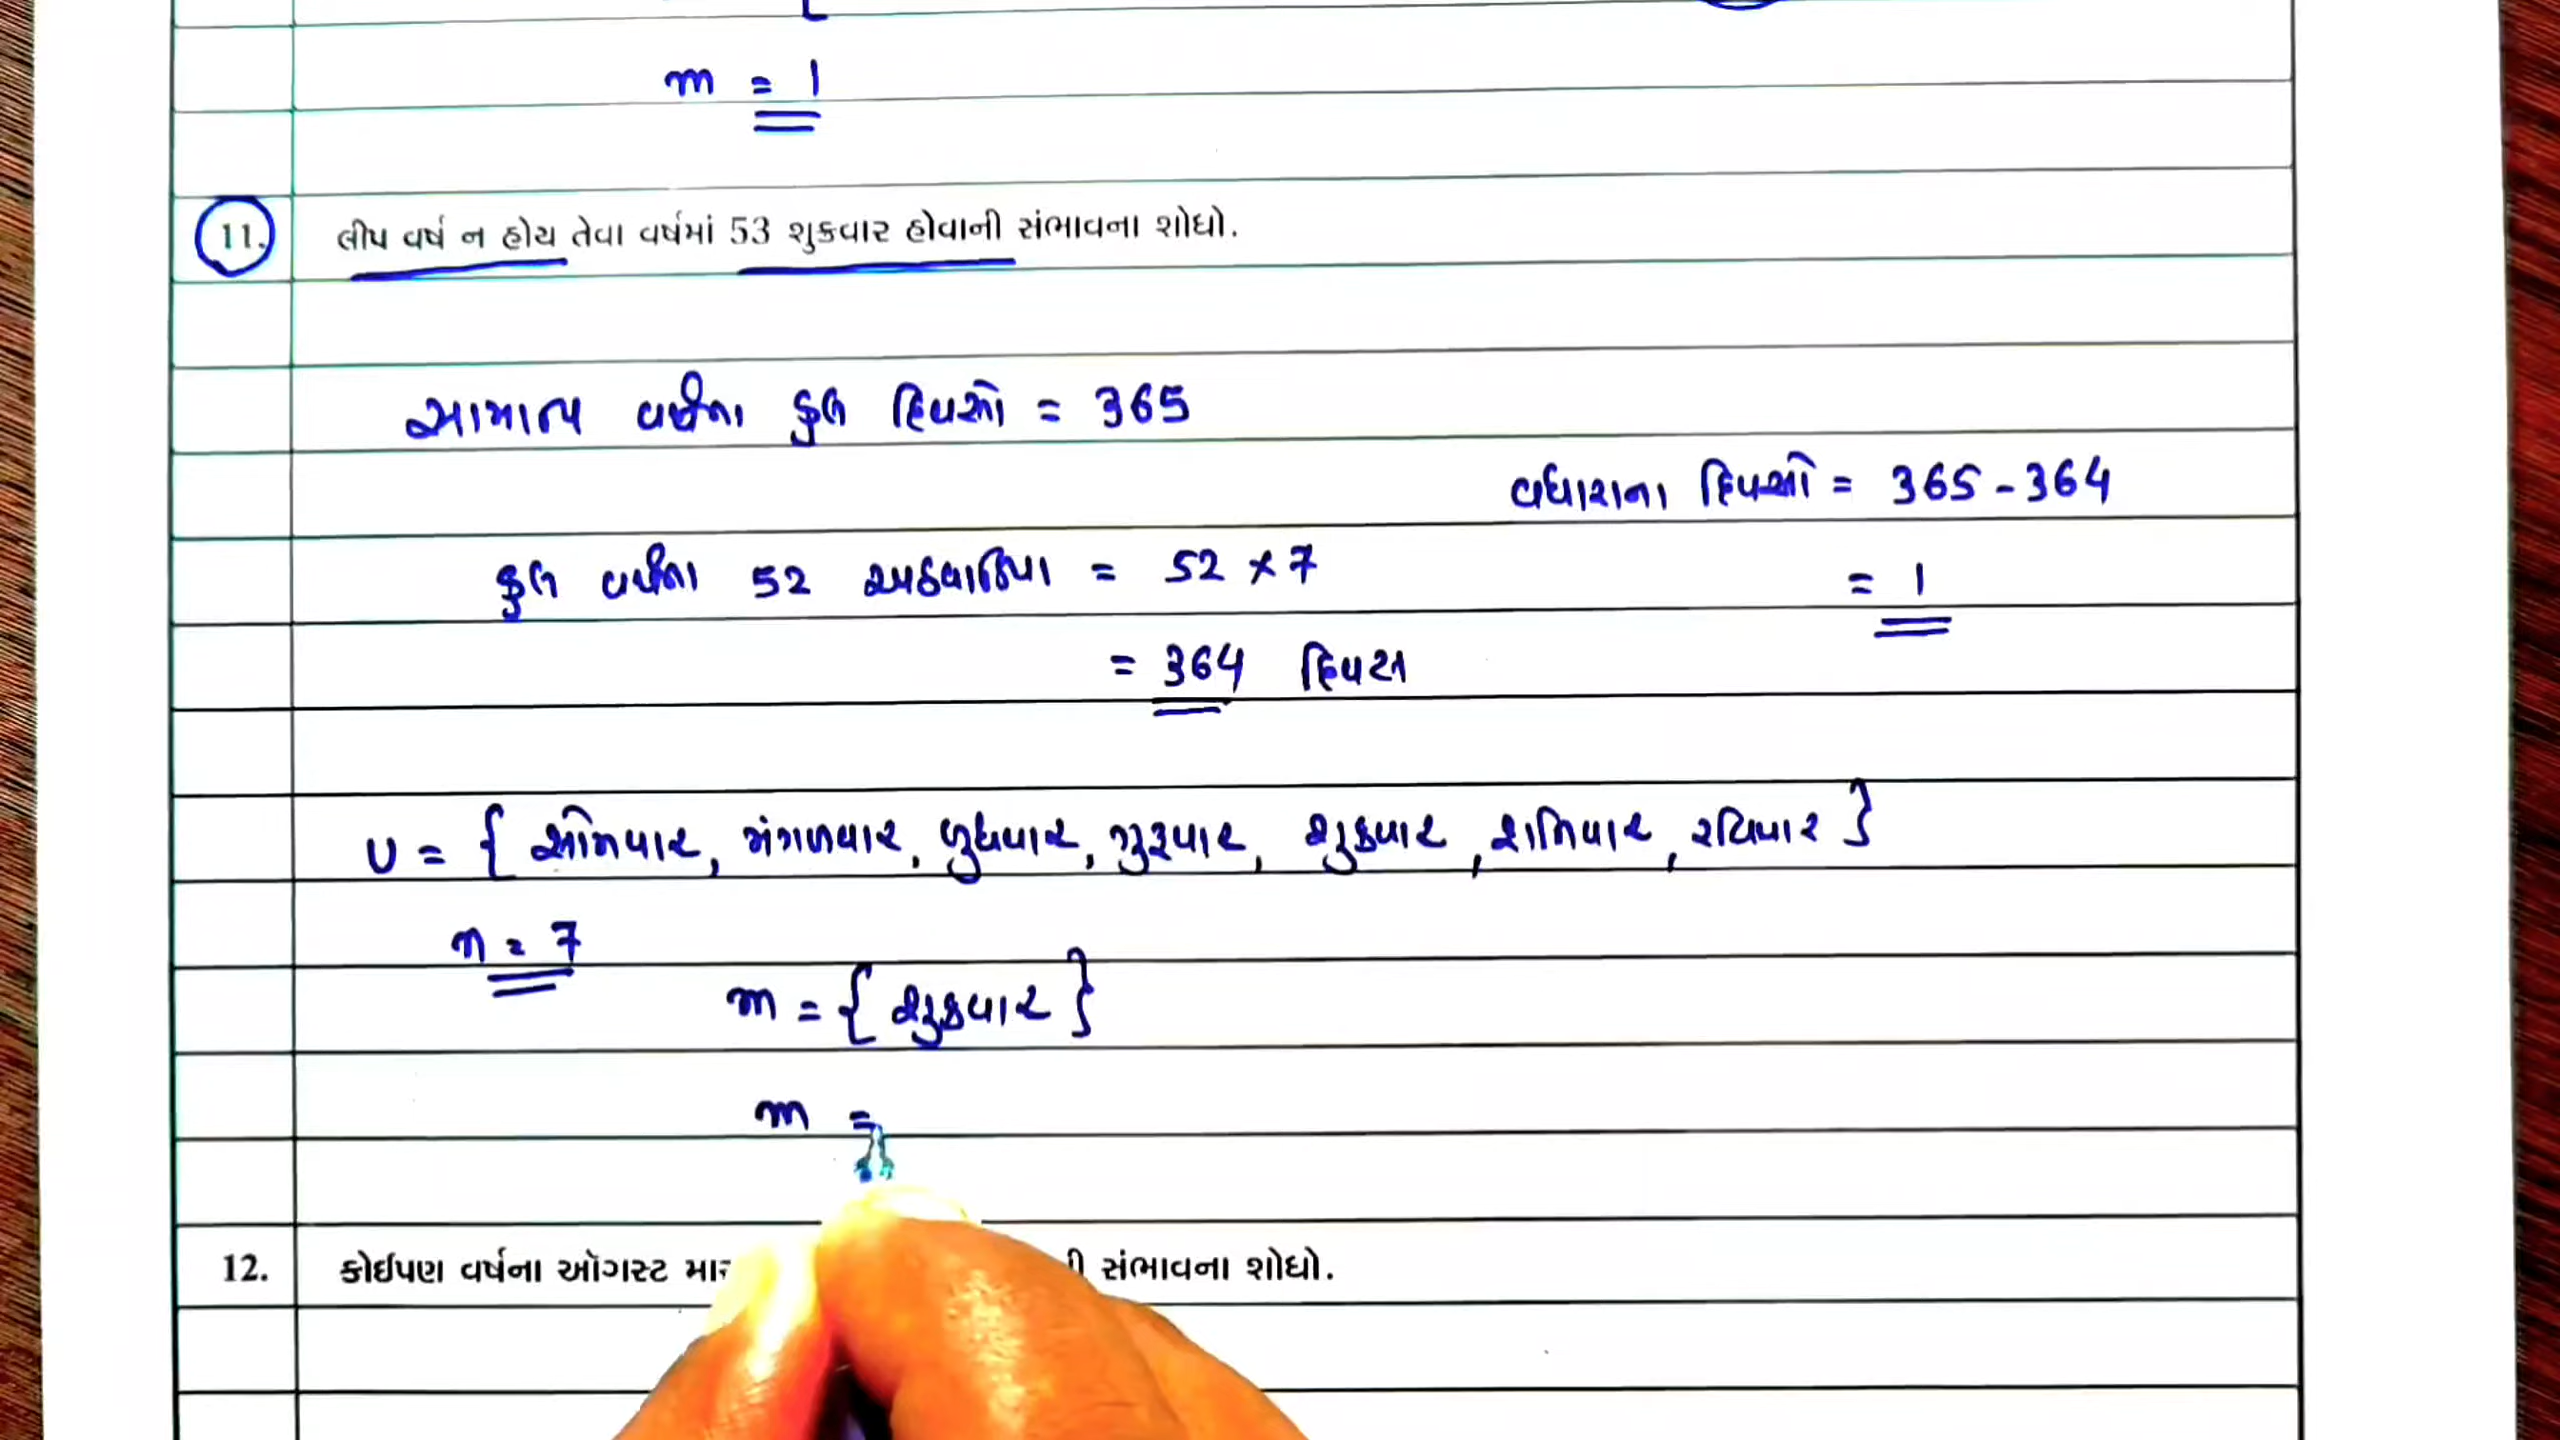 m = 1
11. લીપ વર્ષ ન હોય તેવા વર્ષમાં 53 શુક્રવાર હોવાની સંભાવના શોધો.
સામાન્ય વર્ષના કુલ દિવસો = 365
વધારાના દિવસો = 365 - 364
કુલ વર્ષના 52 અઠવાડિયા = 52 × 7
= 1
= 364 દિવસ
U = { સોમવાર, મંગળવાર, બુધવાર, ગુરૂવાર, શુક્રવાર, શનિવાર, રવિવાર }
n = 7
m = { શુક્રવાર }
m =
12. કોઈપણ વર્ષના ઑગસ્ટ સંભાવના શોધો.